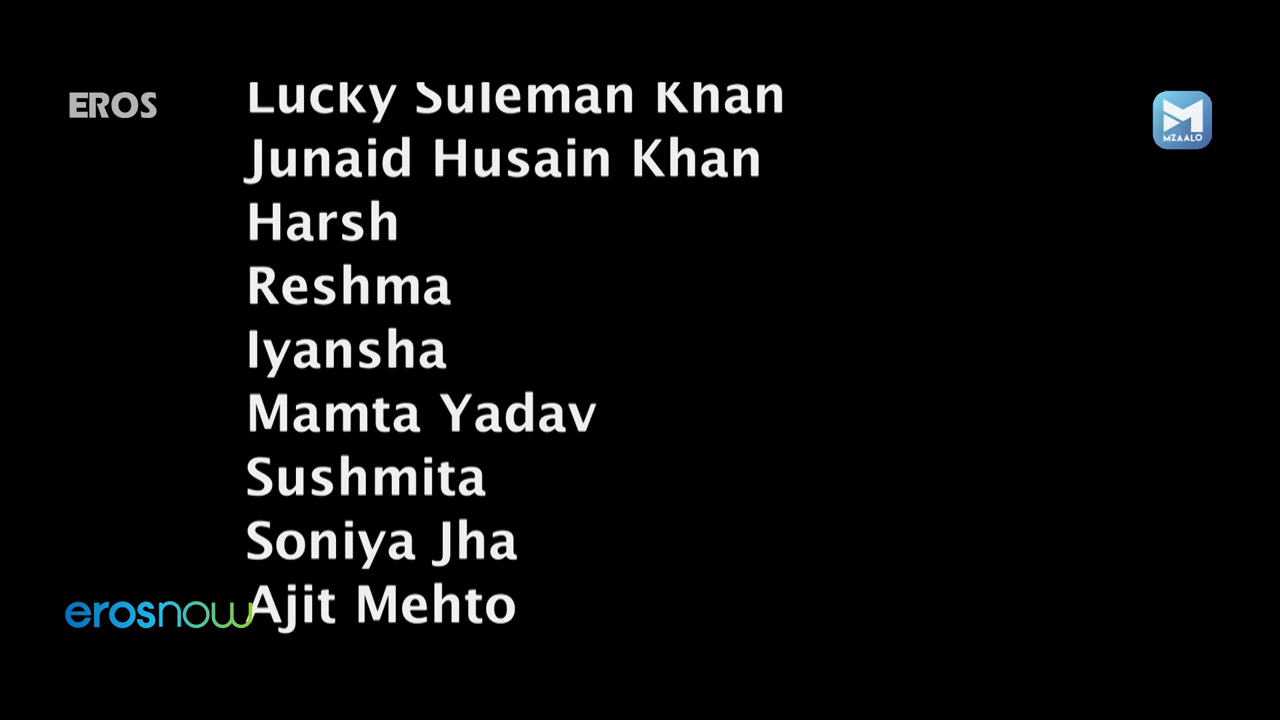 EROS
Lucky Suleman Khan
MZAALO
Junaid Husain Khan
Harsh
Reshma
Iyansha
Mamta Yadav
Sushmita
Soniya Jha
erosnow
Ajit Mehto